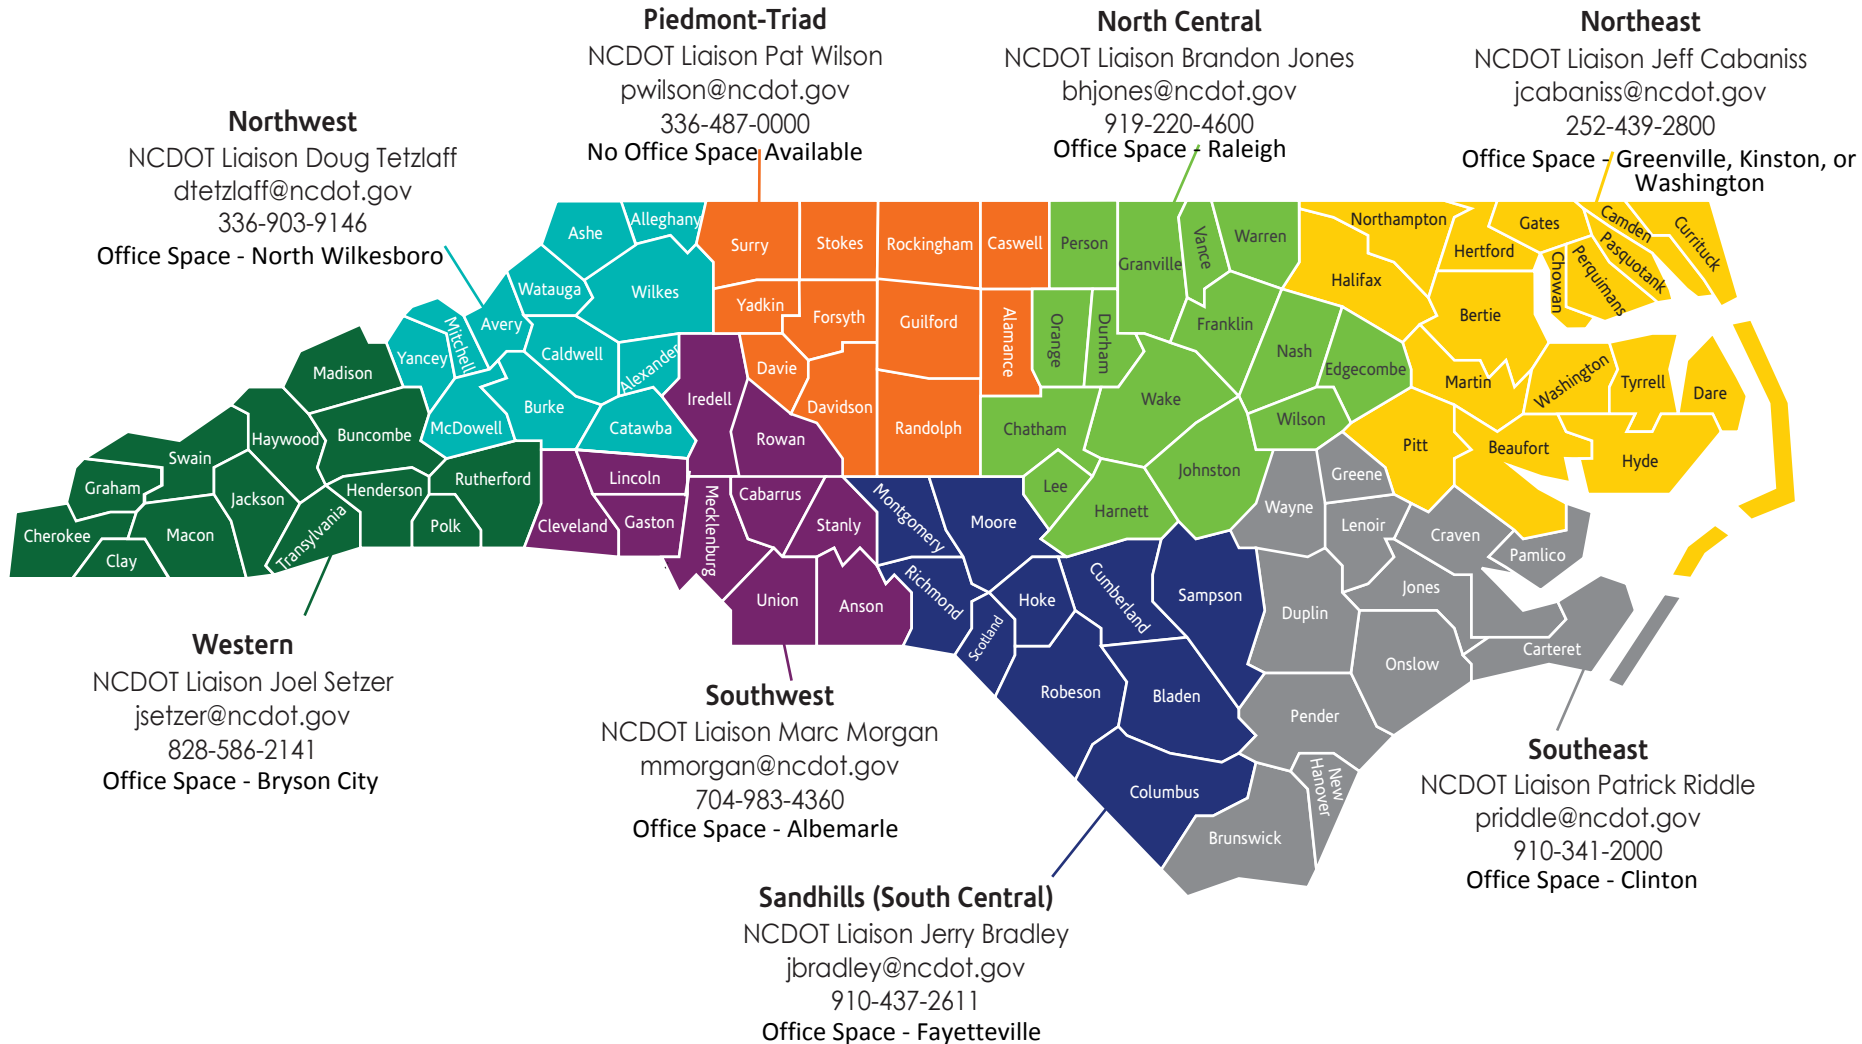 Piedmont-Triad
NCDOT Liaison Pat Wilson
pwilson@ncdot.gov
336-487-0000
No Office Space Available
North Central
NCDOT Liaison Brandon Jones
bhjones@ncdot.gov
919-220-4600
Office Space - Raleigh
Northeast
NCDOT Liaison Jeff Cabaniss
jcabaniss@ncdot.gov
252-439-2800
Office Space - Greenville, Kinston, or
Washington
Northwest
NCDOT Liaison Doug Tetzlaff
dtetzlaff@ncdot.gov
336-903-9146
Office Space - North Wilkesboro
Ashe
Alleghany
Watauga
Wilkes
Mitchell
Avery
Yancey
Caldwell
Alexander
McDowell
Burke
Catawba
Surry
Stokes
Rockingham
Caswell
Yadkin
Forsyth
Guilford
Alamance
Davie
Davidson
Randolph
Person
Granville
Vance
Warren
Orange
Durham
Franklin
Nash
Edgecombe
Wake
Wilson
Chatham
Johnston
Lee
Harnett
Northampton
Halifax
Hertford
Gates
Camden
Currituck
Pasquotank
Perquimans
Chowan
Bertie
Martin
Washington
Tyrrell
Dare
Pitt
Beaufort
Hyde
Madison
Haywood
Buncombe
Swain
Graham
Jackson
Henderson
Rutherford
Polk
Transylvania
Cherokee
Macon
Clay
Iredell
Rowan
Lincoln
Cleveland
Gaston
Mecklenburg
Cabarrus
Stanly
Union
Anson
Montgomery
Moore
Richmond
Scotland
Hoke
Cumberland
Sampson
Robeson
Bladen
Columbus
Greene
Wayne
Lenoir
Craven
Pamlico
Jones
Duplin
Onslow
Carteret
Pender
New
Hanover
Brunswick
Western
NCDOT Liaison Joel Setzer
jsetzer@ncdot.gov
828-586-2141
Office Space - Bryson City
Southwest
NCDOT Liaison Marc Morgan
mmorgan@ncdot.gov
704-983-4360
Office Space - Albemarle
Southeast
NCDOT Liaison Patrick Riddle
priddle@ncdot.gov
910-341-2000
Office Space - Clinton
Sandhills (South Central)
NCDOT Liaison Jerry Bradley
jbradley@ncdot.gov
910-437-2611
Office Space - Fayetteville